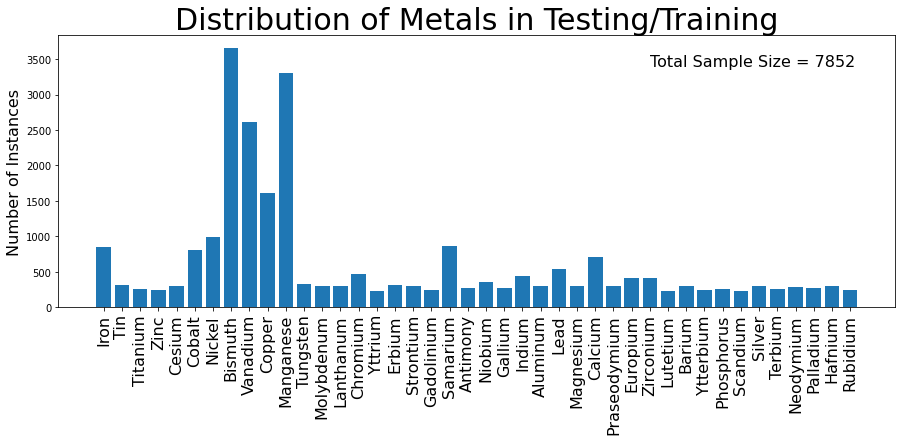 Distribution of Metals in Testing/Training
Total Sample Size = 7852
Number of Instances
3500
3000
2500
2000
1500
1000
500
0
Iron
Tin
Titanium
Zinc
Cesium
Cobalt
Nickel
Bismuth
Vanadium
Copper
Manganese
Tungsten
Molybdenum
Lanthanum
Chromium
Yttrium
Erbium
Strontium
Gadolinium
Samarium
Antimony
Niobium
Gallium
Indium
Aluminum
Lead
Magnesium
Calcium
Praseodymium
Europium
Zirconium
Lutetium
Barium
Ytterbium
Phosphorus
Scandium
Silver
Terbium
Neodymium
Palladium
Hafnium
Rubidium